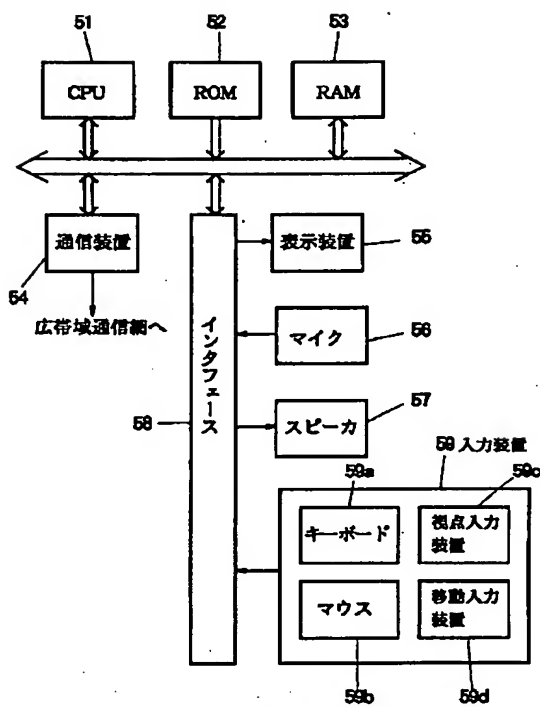 51
52
53
CPU
ROM
RAM
通信装置
54
広帯域通信網へ
表示装置
55
マイク
56
インタフェース
58
スピーカ
57
59 入力装置
59a
59c
キーボード
視点入力
装置
マウス
移動入力
装置
59b
59d